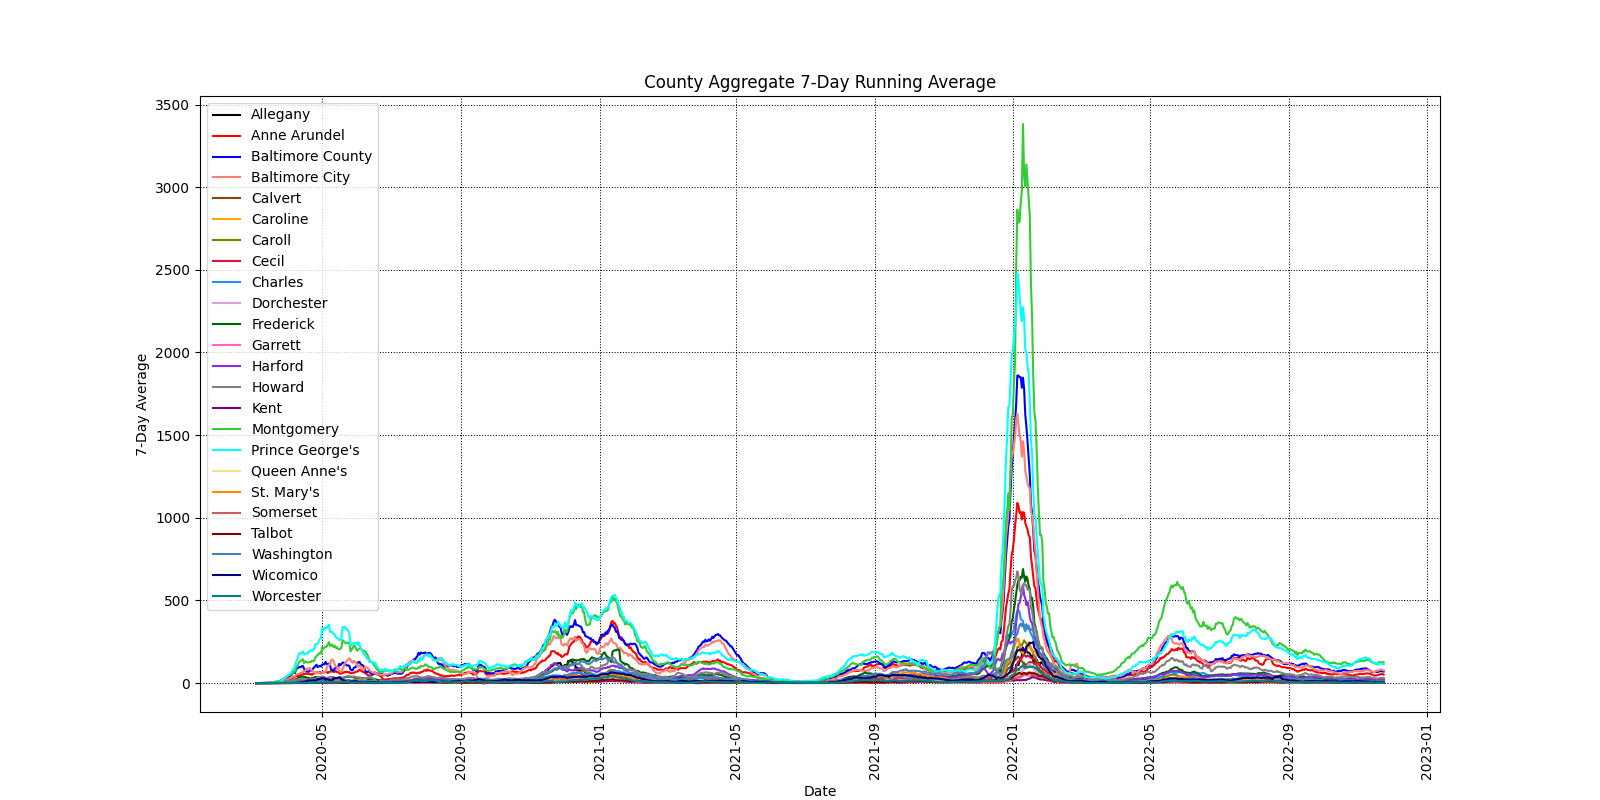 County Aggregate 7-Day Running Average
3500
3000
2500
2000
1500
1000
500
0
7-Day Average
Allegany
Anne Arundel
Baltimore County
Baltimore City
Calvert
Caroline
Caroll
Cecil
Charles
Dorchester
Frederick
Garrett
Harford
Howard
Kent
Montgomery
Prince George's
Queen Anne's
St. Mary's
Somerset
Talbot
Washington
Wicomico
Worcester
2020-05
2020-09
2021-01
2021-05
2021-09
2022-01
2022-05
2022-09
2023-01
Date